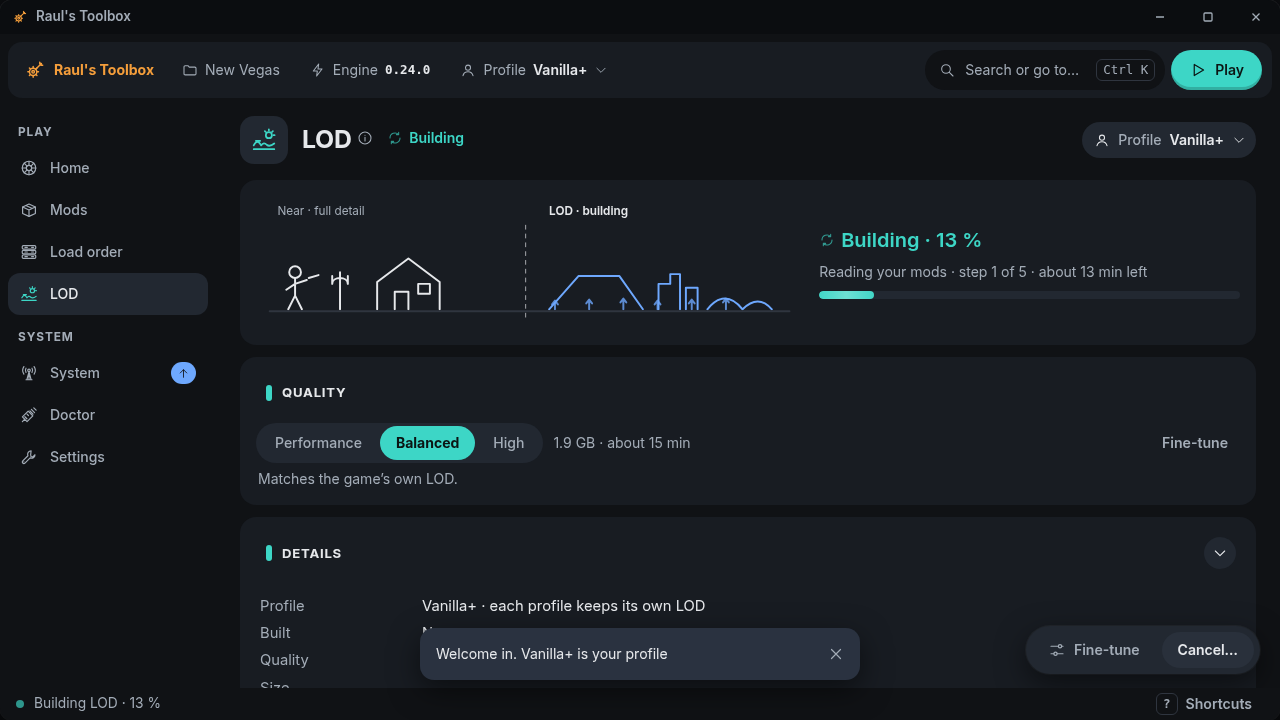 Raul's Toolbox
Raul's Toolbox
New Vegas
Engine 0.24.0
Profile Vanilla+
Search or go to...
Ctrl K
Play
PLAY
Home
Mods
Load order
LOD
SYSTEM
System
Doctor
Settings
LOD
Building
Profile Vanilla+
Near · full detail
LOD · building
Building · 13 %
Reading your mods · step 1 of 5 · about 13 min left
QUALITY
Performance
Balanced
High
1.9 GB · about 15 min
Fine-tune
Matches the game's own LOD.
DETAILS
Profile
Vanilla+ · each profile keeps its own LOD
Built
Quality
Size
Welcome in. Vanilla+ is your profile
Fine-tune
Cancel...
Building LOD · 13 %
? Shortcuts